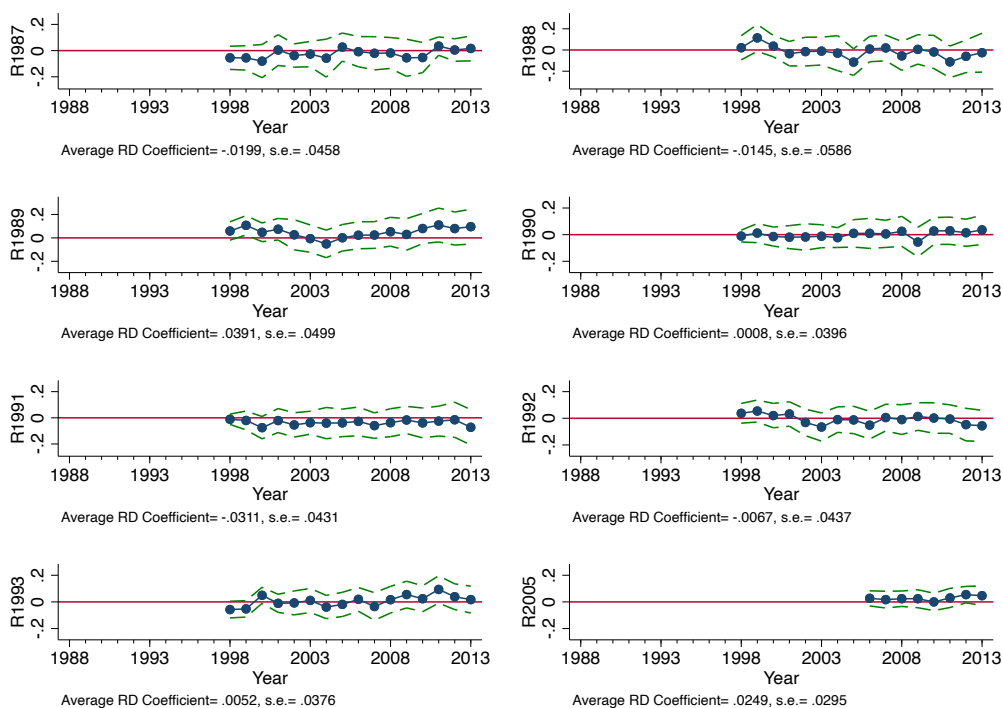 R1987
.2
0
-.2
1988 1993 1998 2003 2008 2013
Year
Average RD Coefficient= -.0199, s.e.= .0458
R1988
.2
0
-.2
1988 1993 1998 2003 2008 2013
Year
Average RD Coefficient= -.0145, s.e.= .0586
R1989
.2
0
-.2
1988 1993 1998 2003 2008 2013
Year
Average RD Coefficient= .0391, s.e.= .0499
R1990
.2
0
-.2
1988 1993 1998 2003 2008 2013
Year
Average RD Coefficient= .0008, s.e.= .0396
R1991
.2
0
-.2
1988 1993 1998 2003 2008 2013
Year
Average RD Coefficient= -.0311, s.e.= .0431
R1992
.2
0
-.2
1988 1993 1998 2003 2008 2013
Year
Average RD Coefficient= -.0067, s.e.= .0437
R1993
.2
0
-.2
1988 1993 1998 2003 2008 2013
Year
Average RD Coefficient= .0052, s.e.= .0376
R2005
.2
0
-.2
1988 1993 1998 2003 2008 2013
Year
Average RD Coefficient= .0249, s.e.= .0295